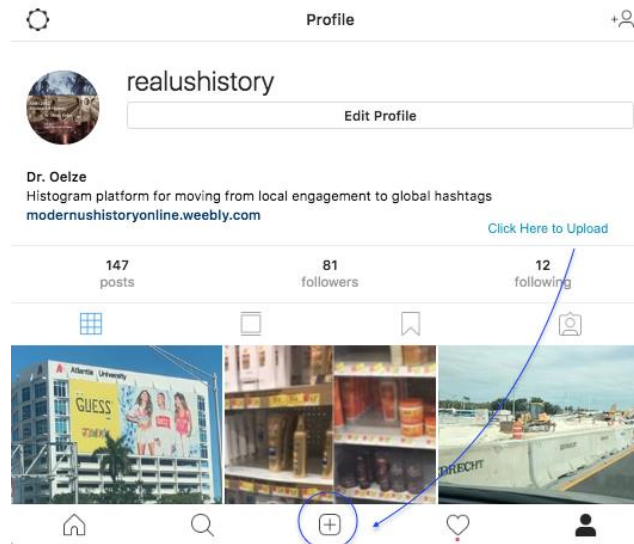 Profile
realushistory
Edit Profile
Dr. Oelze
Histogram platform for moving from local engagement to global hashtags
modernushistoryonline.weebly.com
Click Here to Upload
147
posts
81
followers
12
following
Atlantis University
GUESS
BRECHT